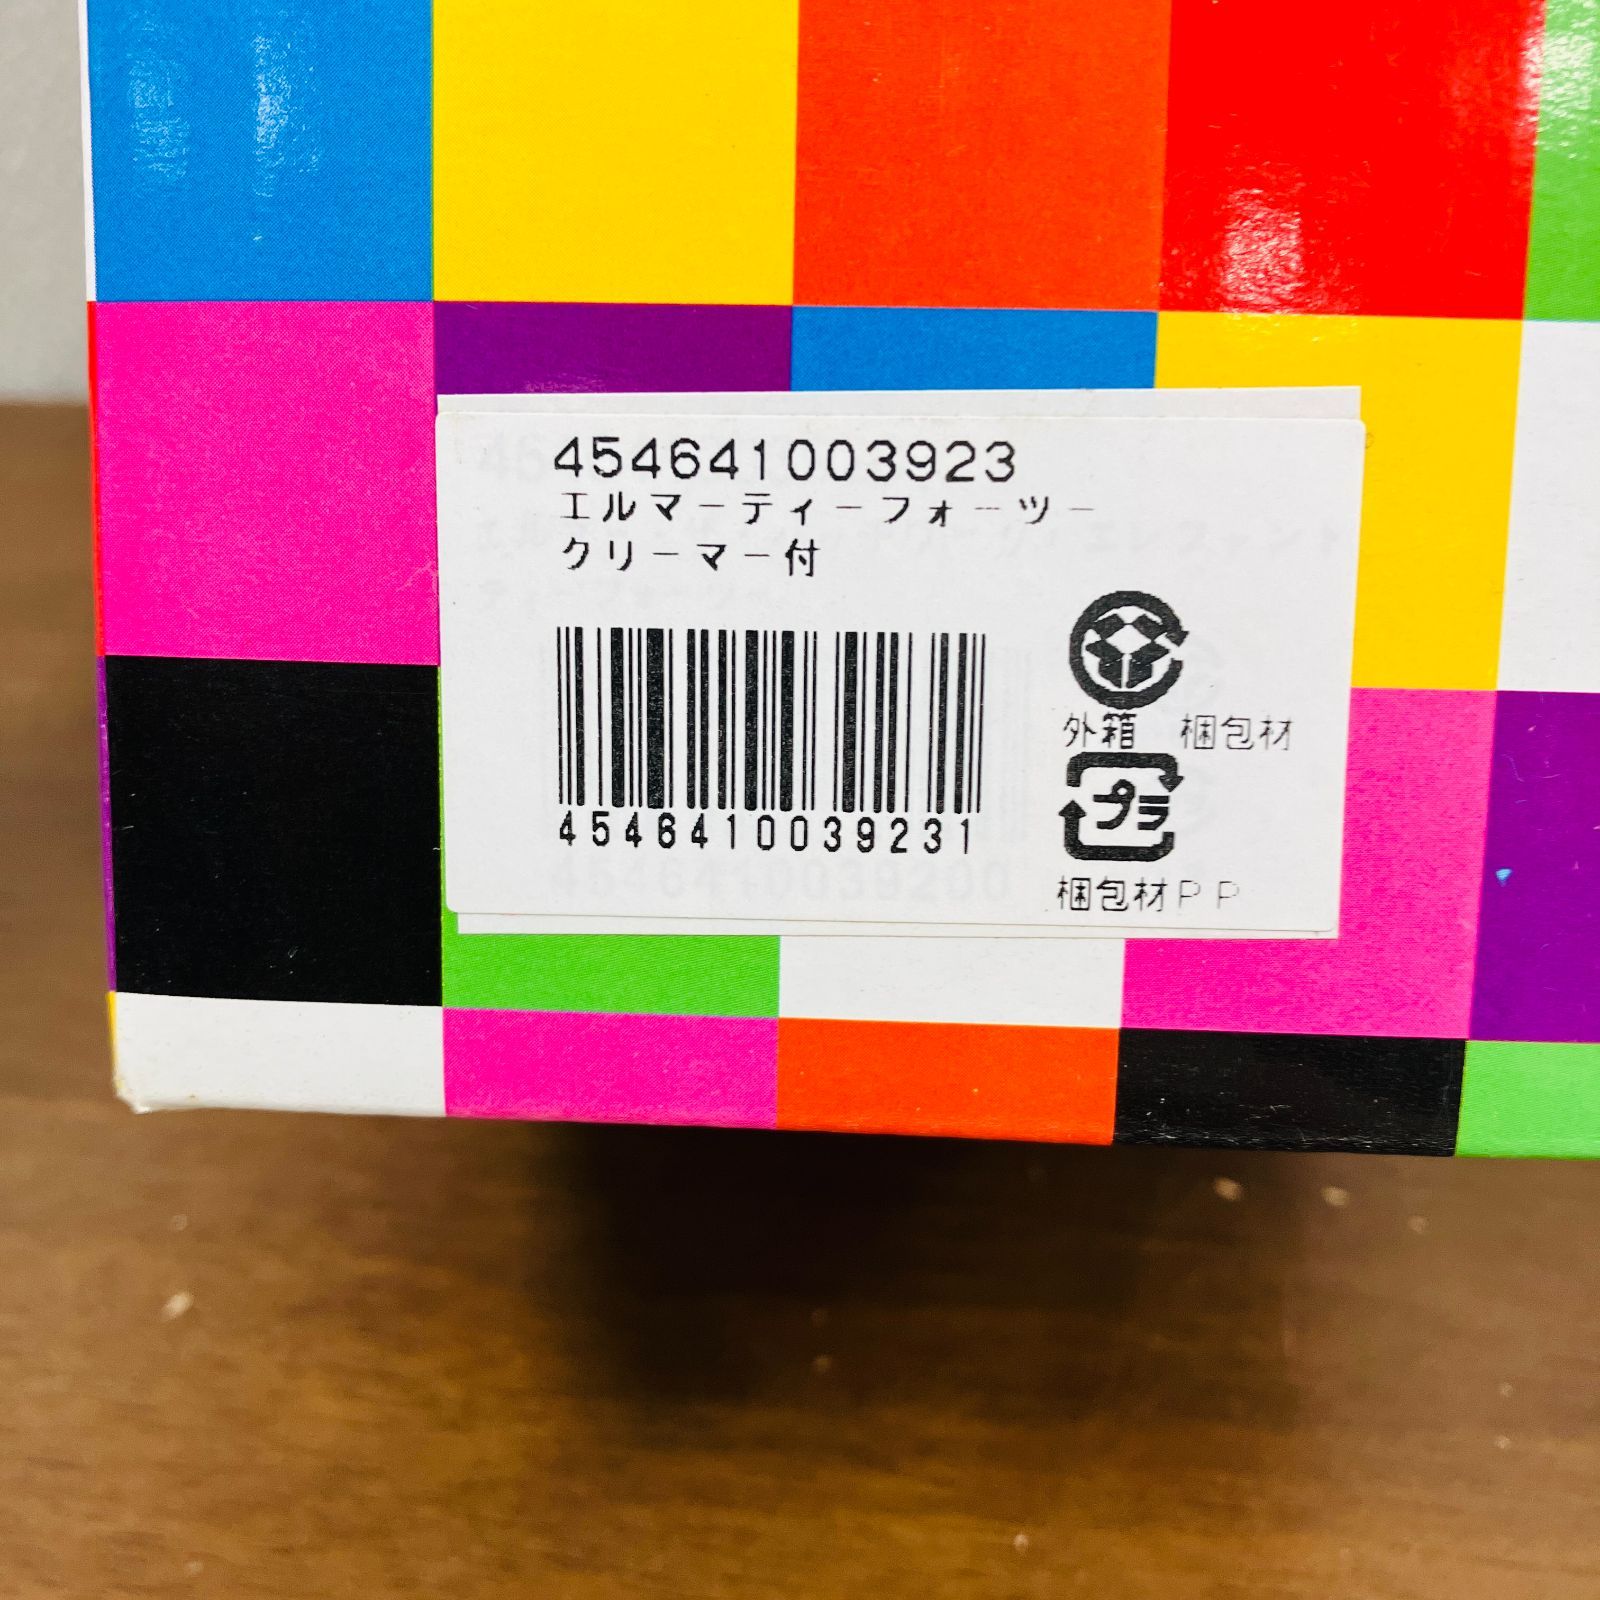 454641003923
エルマーティーフォーツー
クリーマー付
4546410039231
外箱　梱包材
プラ
梱包材ＰＰ